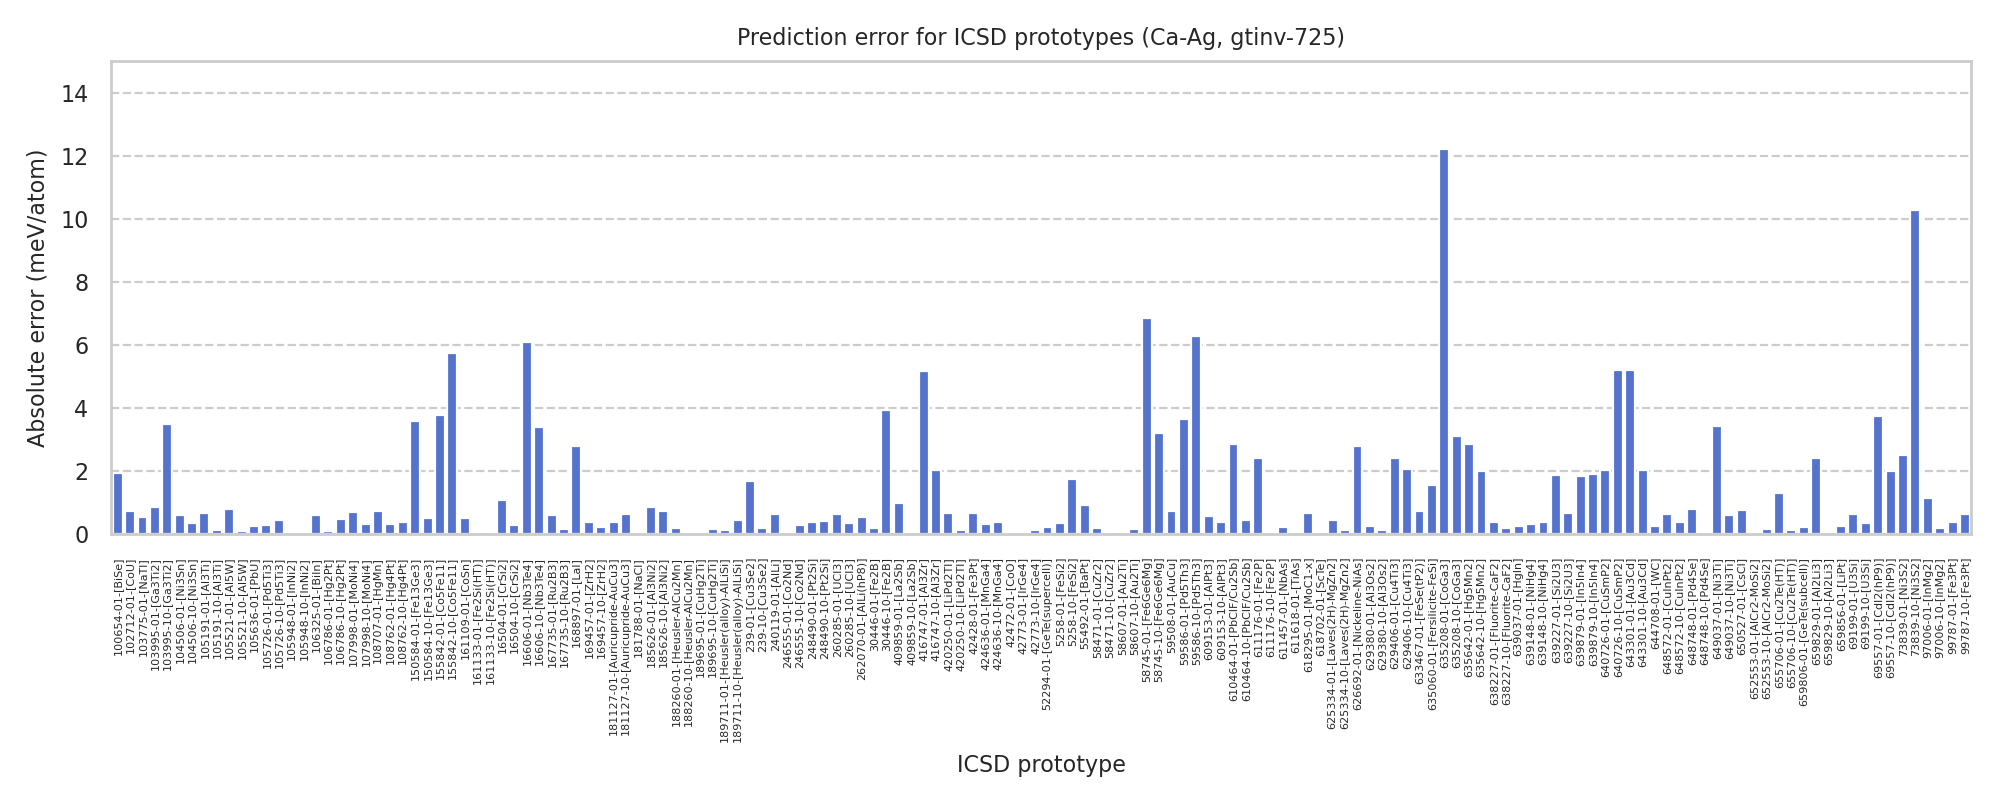 Prediction error for ICSD prototypes (Ca-Ag, gtinv-725)
Absolute error (meV/atom)
14
12
10
8
6
4
2
0
100654-01-[BiSe]
102712-01-[CoU]
103775-01-[NaTl]
103995-01-[Ga3Ti2]
103995-10-[Ga3Ti2]
104506-01-[Ni3Sn]
104506-10-[Ni3Sn]
105191-01-[Al3Ti]
105191-10-[Al3Ti]
105521-01-[Al5W]
105521-10-[Al5W]
105636-01-[PbU]
105726-01-[Pd5Ti3]
105726-10-[Pd5Ti3]
105948-01-[InNi2]
105948-10-[InNi2]
106325-01-[BiIn]
106786-01-[Hg2Pt]
106786-10-[Hg2Pt]
107998-01-[MoNi4]
107998-10-[MoNi4]
108707-01-[HgMn]
108762-01-[Hg4Pt]
108762-10-[Hg4Pt]
150584-01-[Fe13Ge3]
150584-10-[Fe13Ge3]
155842-01-[Co5Fe11]
155842-10-[Co5Fe11]
161109-01-[CoSn]
161133-01-[Fe2Si(HT)]
161133-10-[Fe2Si(HT)]
16504-01-[CrSi2]
16504-10-[CrSi2]
16606-01-[Nb3Te4]
16606-10-[Nb3Te4]
167735-01-[Ru2B3]
167735-10-[Ru2B3]
168897-01-[LaI]
169457-01-[ZrH2]
169457-10-[ZrH2]
181127-01-[Auricupride-AuCu3]
181127-10-[Auricupride-AuCu3]
181788-01-[NaCl]
185626-01-[Al3Ni2]
185626-10-[Al3Ni2]
188260-01-[Heusler-AlCu2Mn]
188260-10-[Heusler-AlCu2Mn]
189695-01-[CuHg2Ti]
189695-10-[CuHg2Ti]
189711-01-[Heusler(alloy)-AlLiSi]
189711-10-[Heusler(alloy)-AlLiSi]
239-01-[Cu3Se2]
239-10-[Cu3Se2]
240119-01-[AlLi]
246555-01-[Co2Nd]
246555-10-[Co2Nd]
248490-01-[Pt2Si]
248490-10-[Pt2Si]
260285-01-[UCl3]
260285-10-[UCl3]
262070-01-[AlLi(hP8)]
30446-01-[Fe2B]
30446-10-[Fe2B]
409859-01-[La2Sb]
409859-10-[La2Sb]
416747-01-[Al3Zr]
416747-10-[Al3Zr]
420250-01-[LiPd2Tl]
420250-10-[LiPd2Tl]
42428-01-[Fe3Pt]
424636-01-[MnGa4]
424636-10-[MnGa4]
42472-01-[CoO]
42773-01-[IrGe4]
42773-10-[IrGe4]
52294-01-[GeTe(supercell)]
5258-01-[FeSi2]
5258-10-[FeSi2]
55492-01-[BaPt]
58471-01-[CuZr2]
58471-10-[CuZr2]
58607-01-[Au2Ti]
58607-10-[Au2Ti]
58745-01-[Fe6Ge6Mg]
58745-10-[Fe6Ge6Mg]
59508-01-[AuCu]
59586-01-[Pd5Th3]
59586-10-[Pd5Th3]
609153-01-[AlPt3]
609153-10-[AlPt3]
610464-01-[PbClF/Cu2Sb]
610464-10-[PbClF/Cu2Sb]
611176-01-[Fe2P]
611176-10-[Fe2P]
611457-01-[NbAs]
611618-01-[TiAs]
618295-01-[MoC1-x]
618702-01-[ScTe]
625334-01-[Laves(2H)-MgZn2]
625334-10-[Laves(2H)-MgZn2]
626692-01-[Nickeline-NiAs]
629380-01-[Al3Os2]
629380-10-[Al3Os2]
629406-01-[Cu4Ti3]
629406-10-[Cu4Ti3]
633467-01-[FeSe(tP2)]
635060-01-[Fersilicite-FeSi]
635208-01-[CoGa3]
635208-10-[CoGa3]
635642-01-[Hg5Mn2]
635642-10-[Hg5Mn2]
638227-01-[Fluorite-CaF2]
638227-10-[Fluorite-CaF2]
639037-01-[HgIn]
639148-01-[NiHg4]
639148-10-[NiHg4]
639227-01-[Si2U3]
639227-10-[Si2U3]
639879-01-[In5In4]
639879-10-[In5In4]
640726-01-[CuSmP2]
640726-10-[CuSmP2]
643301-01-[Au3Cd]
643301-10-[Au3Cd]
644708-01-[WC]
648572-01-[CuInPt2]
648572-10-[CuInPt2]
648748-01-[Pd4Se]
648748-10-[Pd4Se]
649037-01-[Ni3Ti]
649037-10-[Ni3Ti]
650527-01-[CsCl]
652553-01-[AlCr2-MoSi2]
652553-10-[AlCr2-MoSi2]
655706-01-[Cu2Te(HT)]
655706-10-[Cu2Te(HT)]
659806-01-[GeTe(subcell)]
659829-01-[Al2Li3]
659829-10-[Al2Li3]
659856-01-[LiPt]
69199-01-[U3Si]
69199-10-[U3Si]
69557-01-[CdI2(hP9)]
69557-10-[CdI2(hP9)]
73839-01-[Ni3S2]
73839-10-[Ni3S2]
97006-01-[InMg2]
97006-10-[InMg2]
99787-01-[Fe3Pt]
99787-10-[Fe3Pt]
ICSD prototype